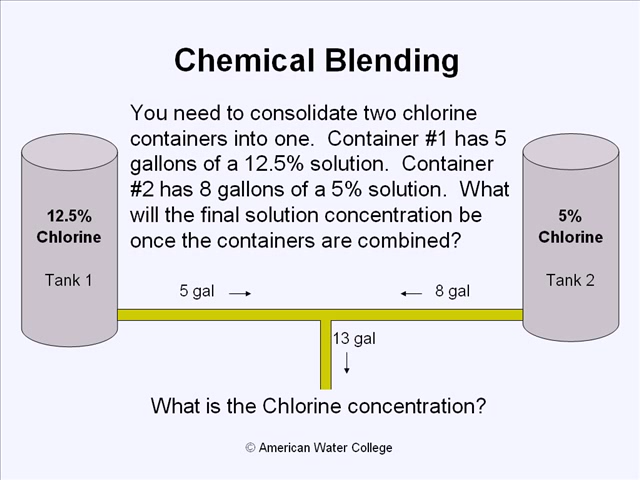 Chemical Blending
You need to consolidate two chlorine
containers into one.  Container #1 has 5
gallons of a 12.5% solution.  Container
#2 has 8 gallons of a 5% solution.  What
will the final solution concentration be
once the containers are combined?
12.5%
Chlorine
Tank 1
5%
Chlorine
Tank 2
5 gal
8 gal
13 gal
What is the Chlorine concentration?
© American Water College